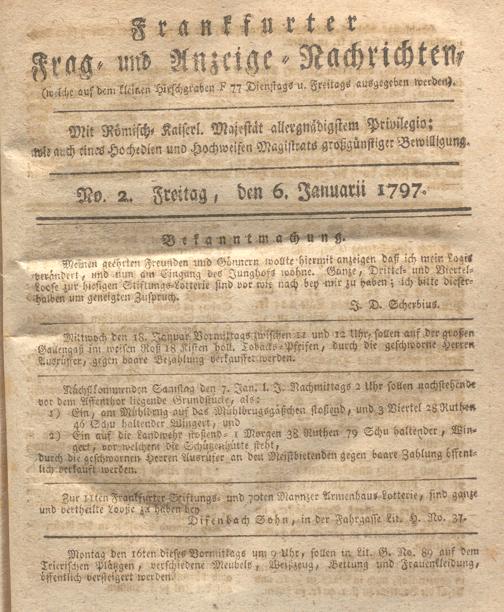 Frankfurter
Frag- und Anzeige-Nachrichten,
(welche auf dem kleinen Hirschgraben F 77 Dienstags u. Freitags ausgegeben werden).
Mit Römisch-Kaiserl. Majestät allergnädigstem Privilegio;
wie auch eines Hochedlen und Hochweisen Magistrats großgünstiger Bewilligung.
No. 2. Freitag, den 6. Januarii 1797.
Bekanntmachung.
Meinen geehrten Freunden und Gönnern wollte hiermit anzeigen daß ich mein Logis
verändert, und nun am Eingang des Junghofs wohne. Ganze, Drittel- und Viertel-
Loose zur hiesigen Stiftungs-Lotterie sind vor wie nach bey mir zu haben; ich bitte dieser-
halben um geneigten Zuspruch.
J. D. Scherbius.
Mittwoch den 18. Januar Vormittags zwischen 11 und 12 Uhr, sollen auf der großen
Gallengaß im weisen Roß 18 Kisten holl. Tobacks-Pfeisen, durch die geschworne Herren
Ausrüfer, gegen baare Bezahlung verkauffet werden.
Nächstkommenden Samstag den 7. Jan. l. J. Nachmittags 2 Uhr sollen nachstehende
vor dem Affenthor liegende Grundstücke, als:
1) Ein, am Mühlweg auf das Mühlbrugsgäßchen stoßend, und 3 Viertel 28 Ruthen
46 Schu haltender Wingert, und
2) Ein auf die Landwehr stoßend- 1 Morgen 38 Ruthen 79 Schu haltender, Win-
gert, vor welchem die Schützenhütte steht,
durch die geschwornen Herren Ausrufer an den Meistbietenden gegen baare Zahlung öffent-
lich verkauft werden.
Zur 11ten Frankfurter Stiftungs- und 70ten Maynzer Armenhaus Lotterie, sind ganze
und vertheilte Looße zu haben bey
Difenbach Sohn, in der Fahrgasse Lit. H. No. 37.
Montag den 16ten dieses Vormittags um 9 Uhr, sollen in Lit. G. No. 89 auf dem
Trierischen Plätzgen, verschiedene Meubels, Weißzeug, Bettung und Frauenkleidung,
öffentlich versteigert werden.